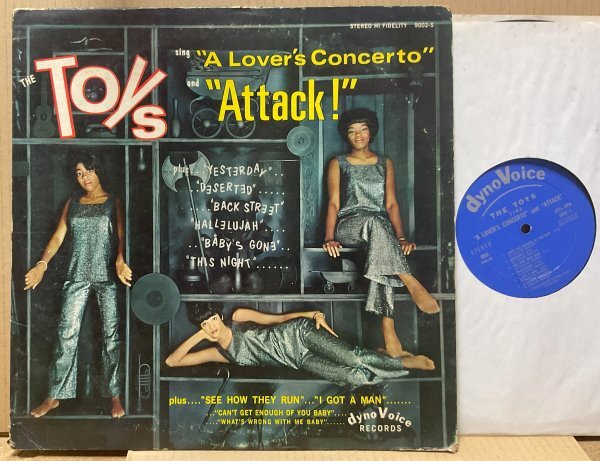 STEREO HI FIDELITY 9002-S
THE TOYS
sing "A Lover's Concerto"
and "Attack!"
plus...."YESTERDAY"...
.."DESERTED"......
.."BACK STREET"
"HALLELUJAH"....
.."BABY'S GONE"..
"THIS NIGHT"......
plus...."SEE HOW THEY RUN"..."I GOT A MAN".......
..."CAN'T GET ENOUGH OF YOU BABY"....
...."WHAT'S WRONG WITH ME BABY"......
dynoVoice
RECORDS
dynoVoice
THE TOYS
SING
"A LOVER'S CONCERTO" and "ATTACK"
STEREO